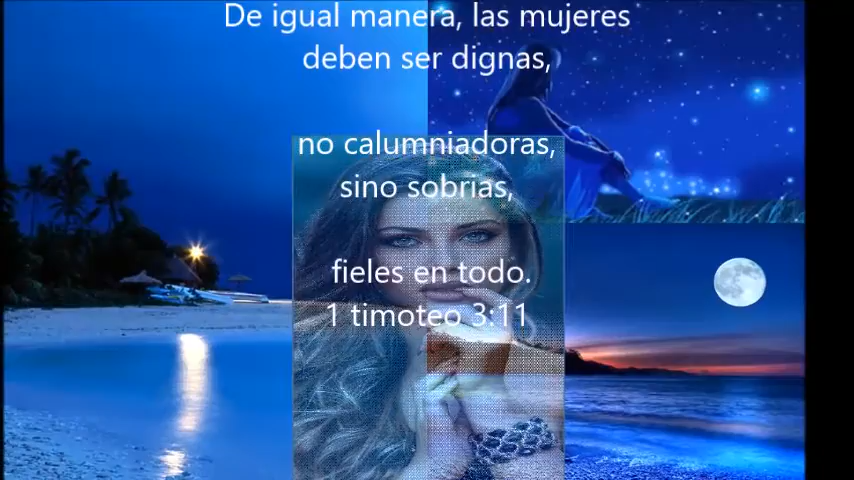 De igual manera, las mujeres
deben ser dignas,
no calumniadoras,
sino sobrias,
fieles en todo.
1 timoteo 3:11